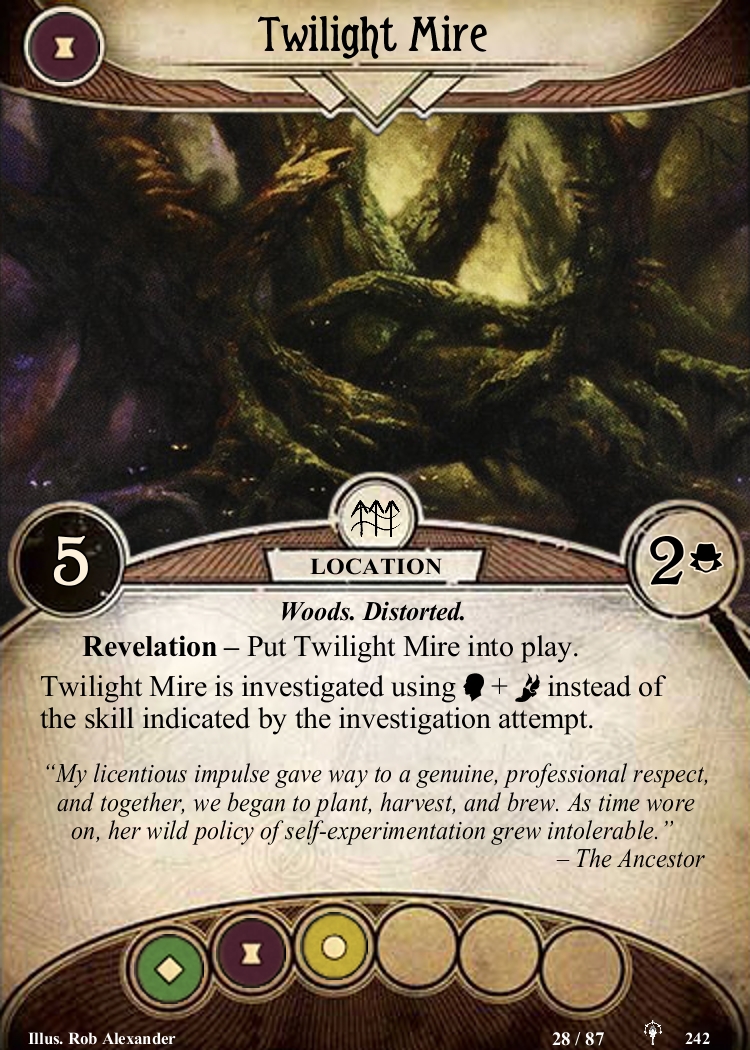 Twilight Mire
5
LOCATION
2
Woods. Distorted.
Revelation – Put Twilight Mire into play.
Twilight Mire is investigated using + instead of
the skill indicated by the investigation attempt.
“My licentious impulse gave way to a genuine, professional respect,
and together, we began to plant, harvest, and brew. As time wore
on, her wild policy of self-experimentation grew intolerable.”
– The Ancestor
Illus. Rob Alexander
28 / 87
242